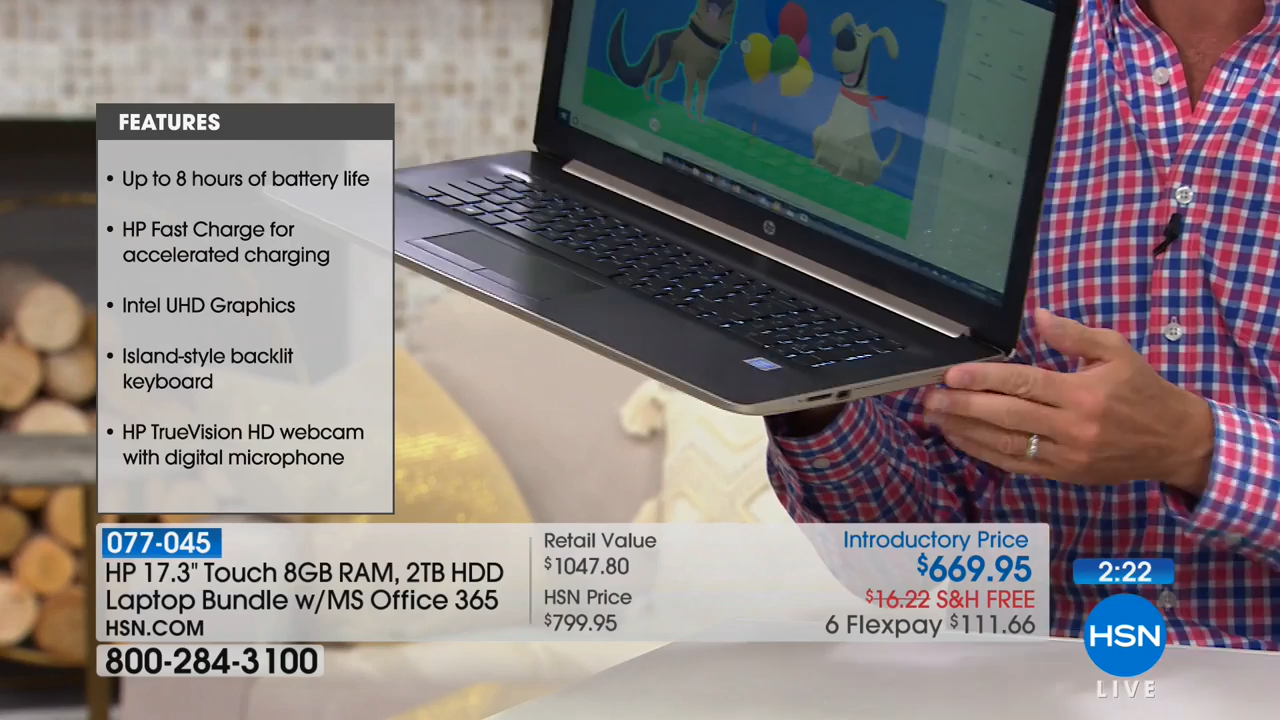 FEATURES
• Up to 8 hours of battery life
• HP Fast Charge for
accelerated charging
• Intel UHD Graphics
• Island-style backlit
keyboard
• HP TrueVision HD webcam
with digital microphone
077-045
HP 17.3" Touch 8GB RAM, 2TB HDD
Laptop Bundle w/MS Office 365
HSN.COM
800-284-3100
Retail Value
$1047.80
HSN Price
$799.95
Introductory Price
$669.95
$16.22 S&H FREE
6 Flexpay $111.66
2:22
HSN
LIVE
hp